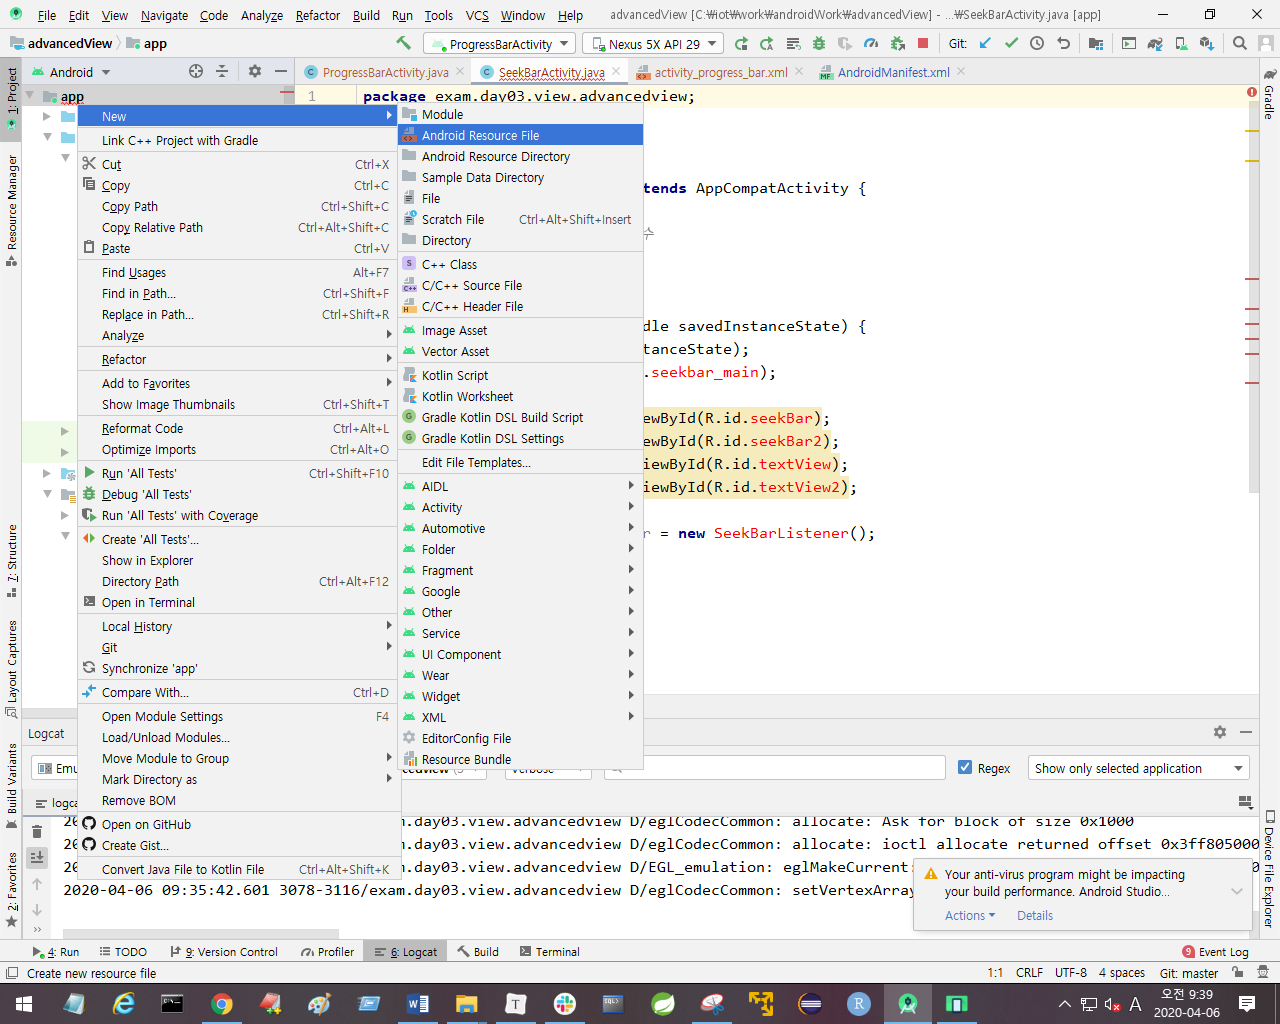 File Edit View Navigate Code Analyze Refactor Build Run Tools VCS Window Help advancedView [C:₩iot₩work₩androidWork₩advancedView] - ...₩SeekBarActivity.java [app]
advancedView app ProgressBarActivity Nexus 5X API 29 Git:
Android ProgressBarActivity.java SeekBarActivity.java activity_progress_bar.xml AndroidManifest.xml
1: Project
Resource Manager
7: Structure
Layout Captures
Build Variants
2: Favorites
Gradle
Device File Explorer
app
1 package exam.day03.view.advancedview;
tends AppCompatActivity {
수
dle savedInstanceState) {
tanceState);
.seekbar_main);
ewById(R.id.seekBar);
ewById(R.id.seekBar2);
iewById(R.id.textView);
iewById(R.id.textView2);
r = new SeekBarListener();
New
Link C++ Project with Gradle
Cut Ctrl+X
Copy Ctrl+C
Copy Path Ctrl+Shift+C
Copy Relative Path Ctrl+Alt+Shift+C
Paste Ctrl+V
Find Usages Alt+F7
Find in Path... Ctrl+Shift+F
Replace in Path... Ctrl+Shift+R
Analyze
Refactor
Add to Favorites
Show Image Thumbnails Ctrl+Shift+T
Reformat Code Ctrl+Alt+L
Optimize Imports Ctrl+Alt+O
Run 'All Tests' Ctrl+Shift+F10
Debug 'All Tests'
Run 'All Tests' with Coverage
Create 'All Tests'...
Show in Explorer
Directory Path Ctrl+Alt+F12
Open in Terminal
Local History
Git
Synchronize 'app'
Compare With... Ctrl+D
Open Module Settings F4
Load/Unload Modules...
Move Module to Group
Mark Directory as
Remove BOM
Open on GitHub
Create Gist...
Convert Java File to Kotlin File Ctrl+Alt+Shift+K
Module
Android Resource File
Android Resource Directory
Sample Data Directory
File
Scratch File Ctrl+Alt+Shift+Insert
Directory
C++ Class
C/C++ Source File
C/C++ Header File
Image Asset
Vector Asset
Kotlin Script
Kotlin Worksheet
Gradle Kotlin DSL Build Script
Gradle Kotlin DSL Settings
Edit File Templates...
AIDL
Activity
Automotive
Folder
Fragment
Google
Other
Service
UI Component
Wear
Widget
XML
EditorConfig File
Resource Bundle
Logcat
Emu Regex Show only selected application
logca
20 .day03.view.advancedview D/eglCodecCommon: allocate: Ask for block of size 0x1000
20 .day03.view.advancedview D/eglCodecCommon: allocate: ioctl allocate returned offset 0x3ff805000
20 .day03.view.advancedview D/EGL_emulation: eglMakeCurrent:
2020-04-06 09:35:42.601 3078-3116/exam.day03.view.advancedview D/eglCodecCommon: setVertexArray
Your anti-virus program might be impacting
your build performance. Android Studio...
Actions Details
4: Run TODO 9: Version Control Profiler 6: Logcat Build Terminal 9 Event Log
Create new resource file 1:1 CRLF UTF-8 4 spaces Git: master
A 오전 9:39
2020-04-06